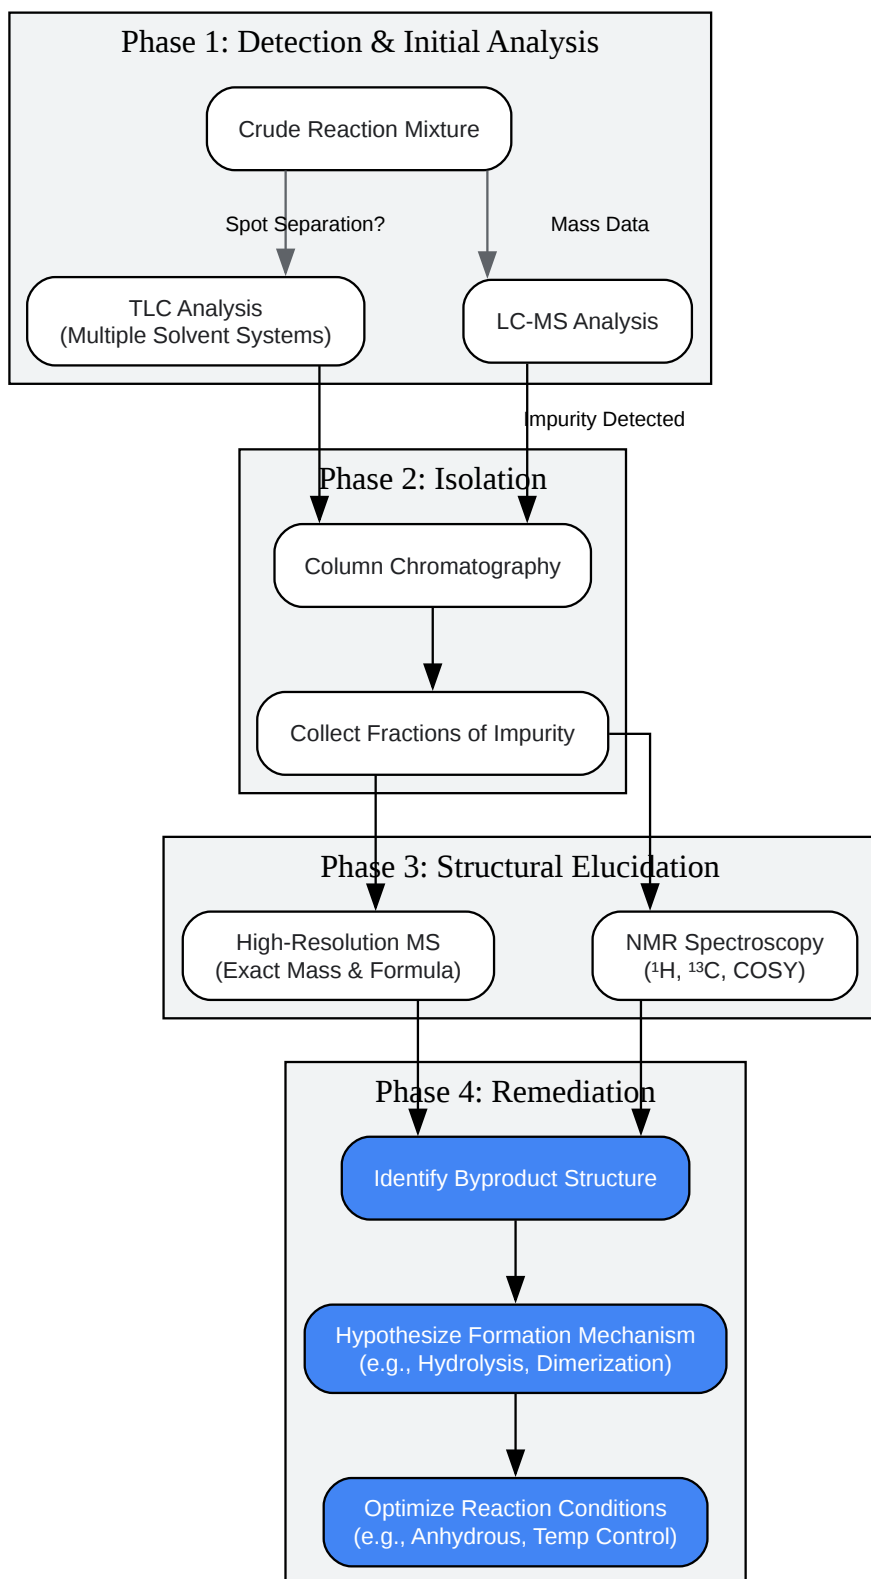 Phase 1: Detection & Initial Analysis
Crude Reaction Mixture
Spot Separation?
Mass Data
TLC Analysis
(Multiple Solvent Systems)
LC-MS Analysis
Impurity Detected
Phase 2: Isolation
Column Chromatography
Collect Fractions of Impurity
Phase 3: Structural Elucidation
High-Resolution MS
(Exact Mass & Formula)
NMR Spectroscopy
(¹H, ¹³C, COSY)
Phase 4: Remediation
Identify Byproduct Structure
Hypothesize Formation Mechanism
(e.g., Hydrolysis, Dimerization)
Optimize Reaction Conditions
(e.g., Anhydrous, Temp Control)